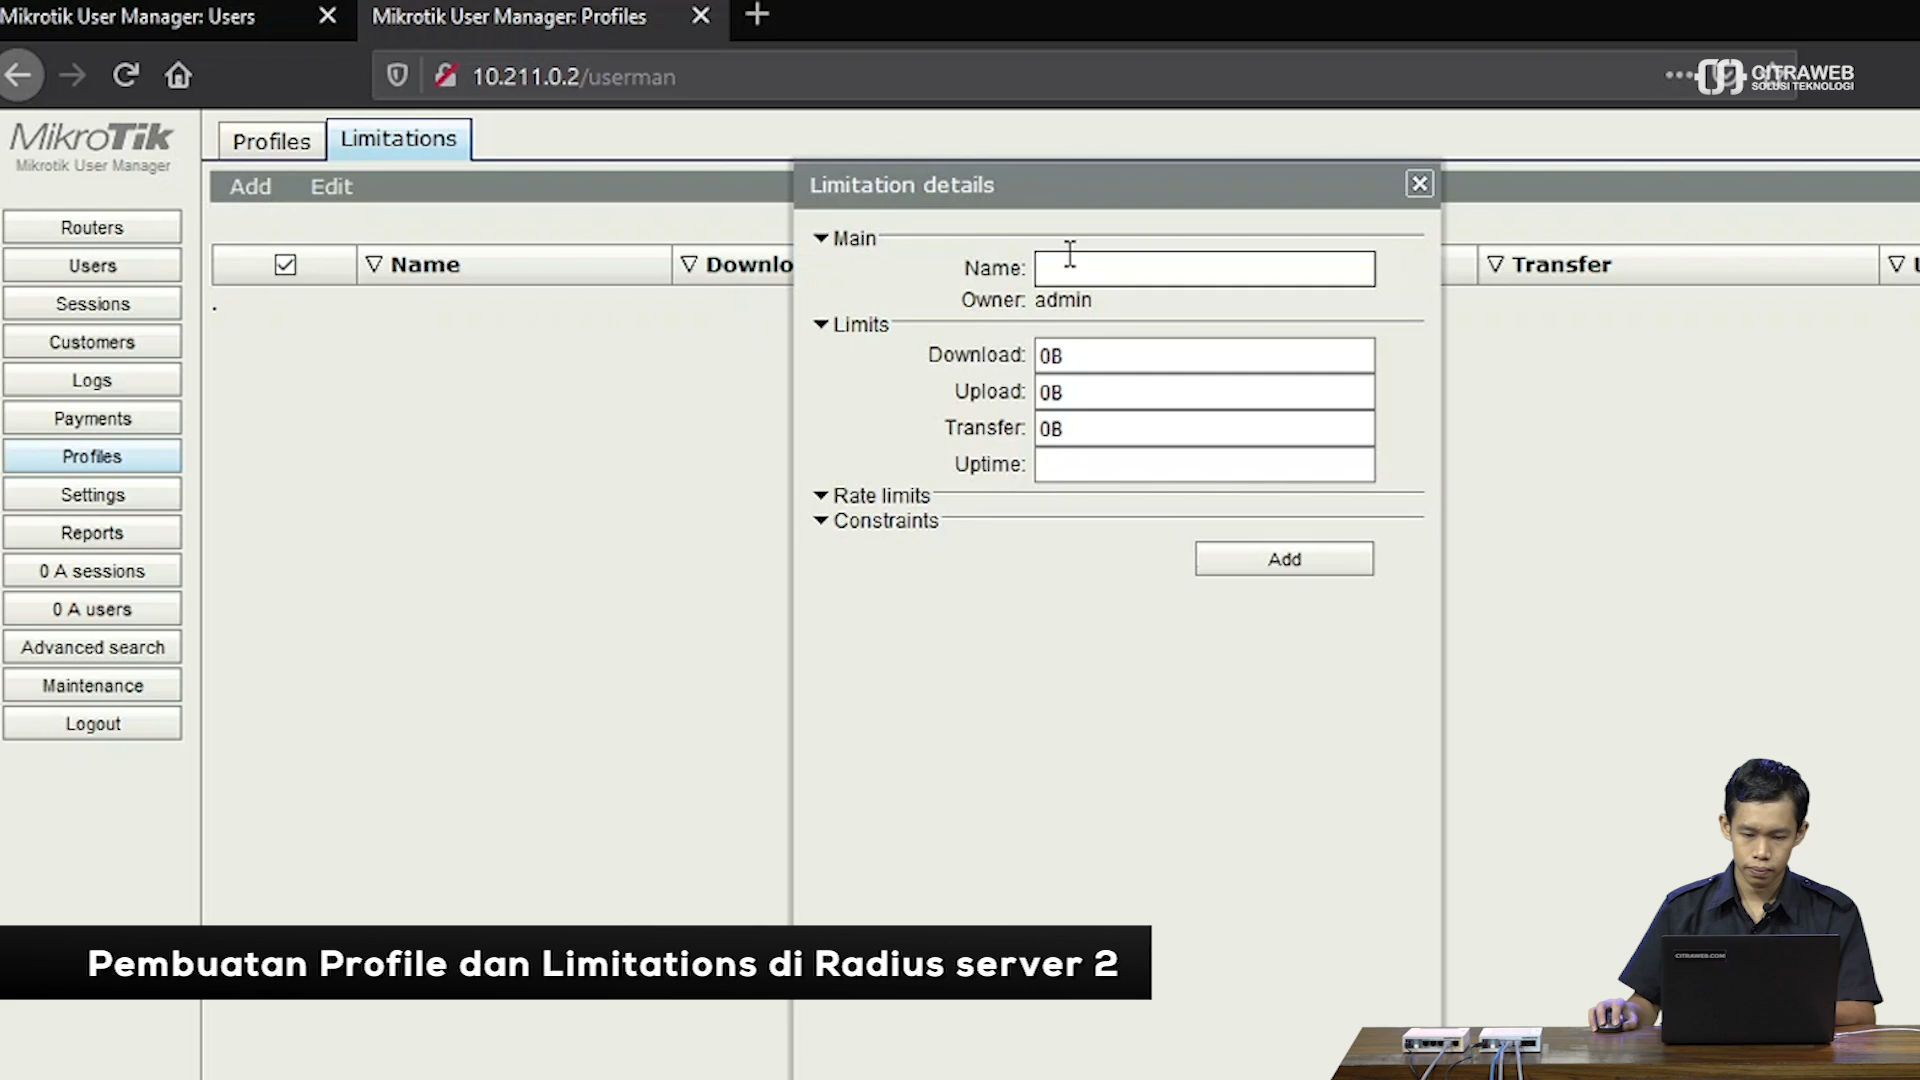 Mikrotik User Manager: Users
Mikrotik User Manager: Profiles
10.211.0.2/userman
CITRAWEB
SOLUSI TEKNOLOGI
MikroTik
Mikrotik User Manager
Profiles
Limitations
Add
Edit
Limitation details
Routers
Users
Sessions
Customers
Logs
Payments
Profiles
Settings
Reports
0 A sessions
0 A users
Advanced search
Maintenance
Logout
Name
Downlo
Transfer
Main
Name:
Owner: admin
Limits
Download: 0B
Upload: 0B
Transfer: 0B
Uptime:
Rate limits
Constraints
Add
Pembuatan Profile dan Limitations di Radius server 2
CITRAWEB.COM